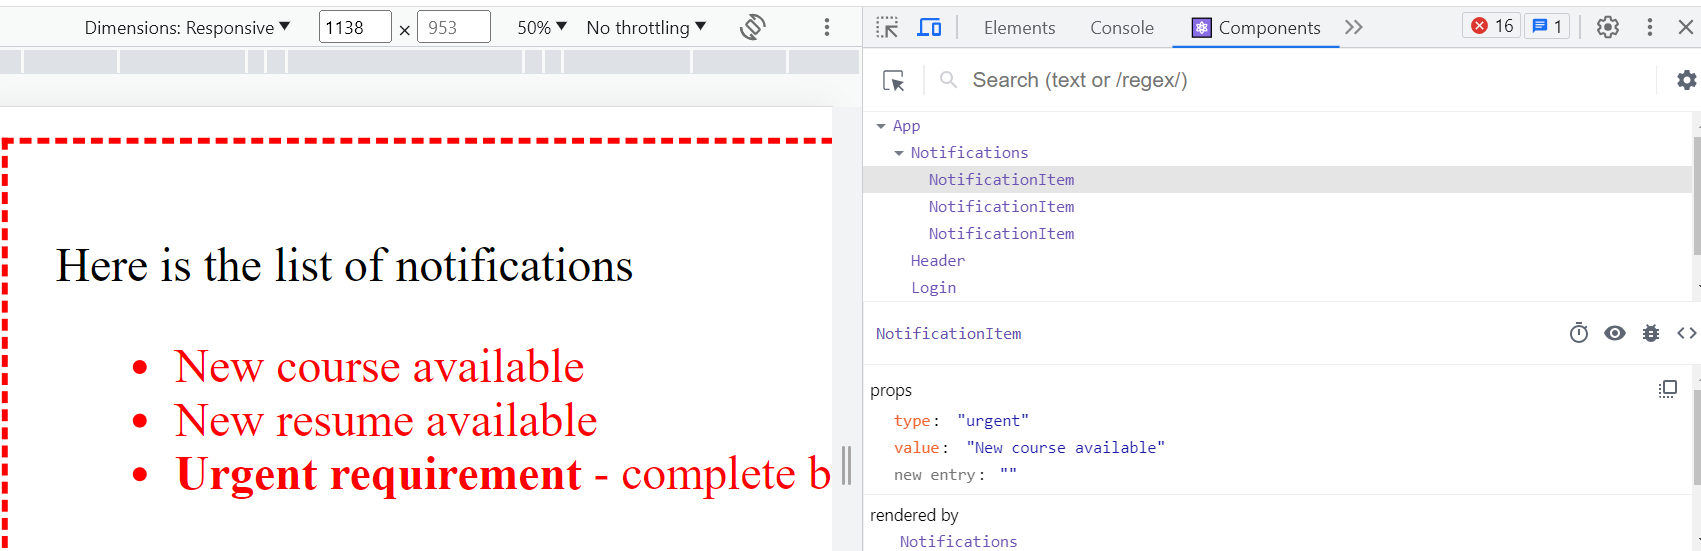 Dimensions: Responsive ▼ 1138 × 953 50% ▼ No throttling ▼
Elements Console Components 16 1
Search (text or /regex/)
Here is the list of notifications
• New course available
• New resume available
• Urgent requirement - complete b
App
Notifications
NotificationItem
NotificationItem
NotificationItem
Header
Login
NotificationItem
props
type: "urgent"
value: "New course available"
new entry: ""
rendered by
Notifications